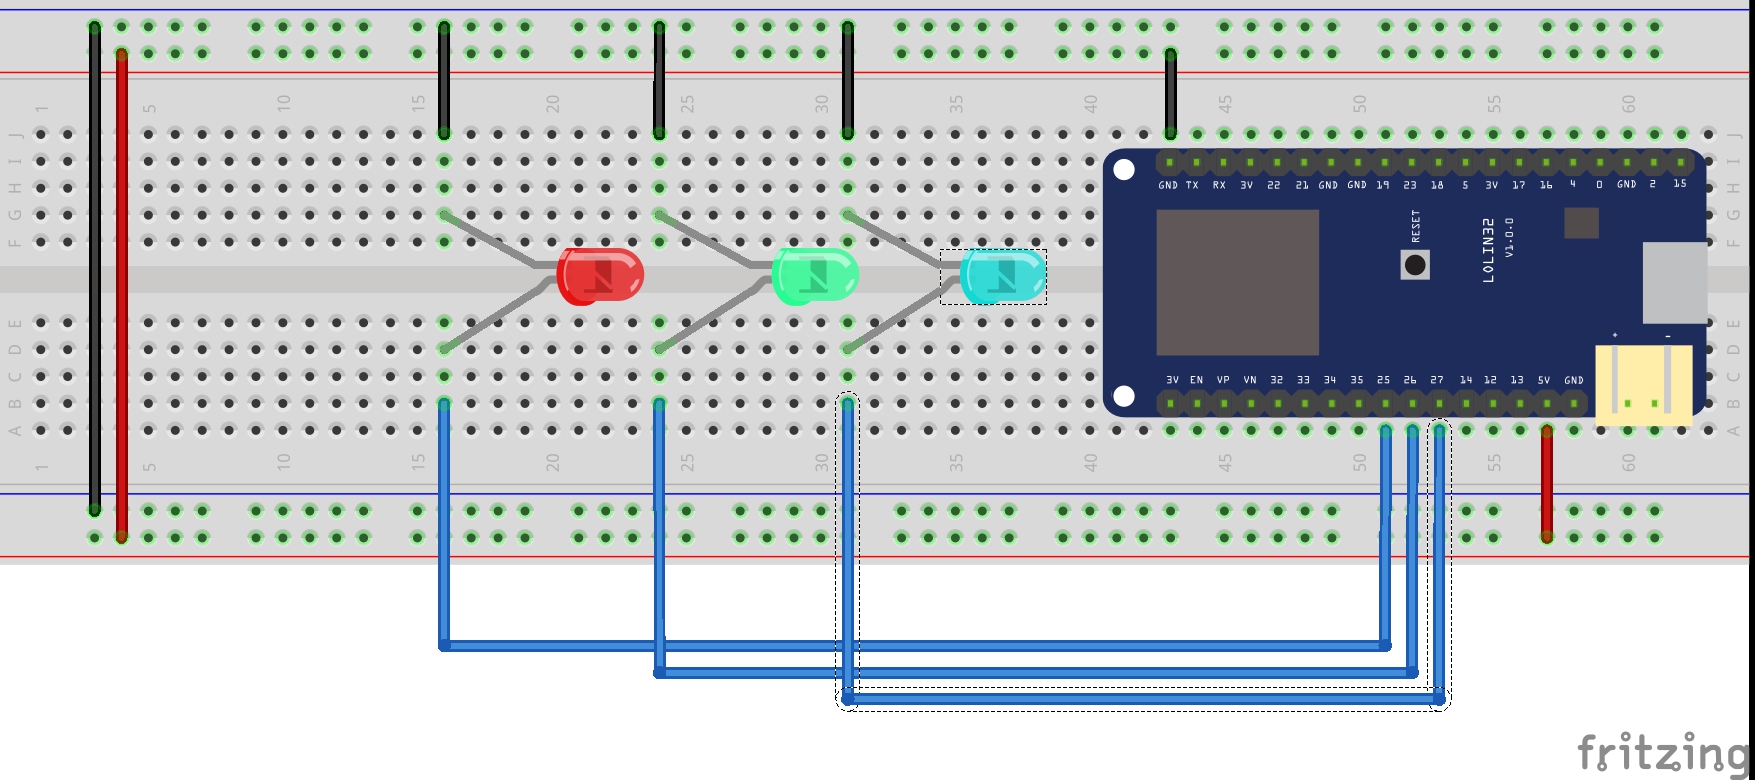 1 5 10 15 20 25 30 35 40 45 50 55 60
J J
I I
H H
G G
F F
GND TX RX 3V 22 21 GND GND 19 23 18 5 3V 17 16 4 0 GND 2 15
RESET
LOLIN32
V1.0.0
+ -
E E
D D
C C
B B
A A
3V EN VP VN 32 33 34 35 25 26 27 14 12 13 5V GND
1 5 10 15 20 25 30 35 40 45 50 55 60
fritzing